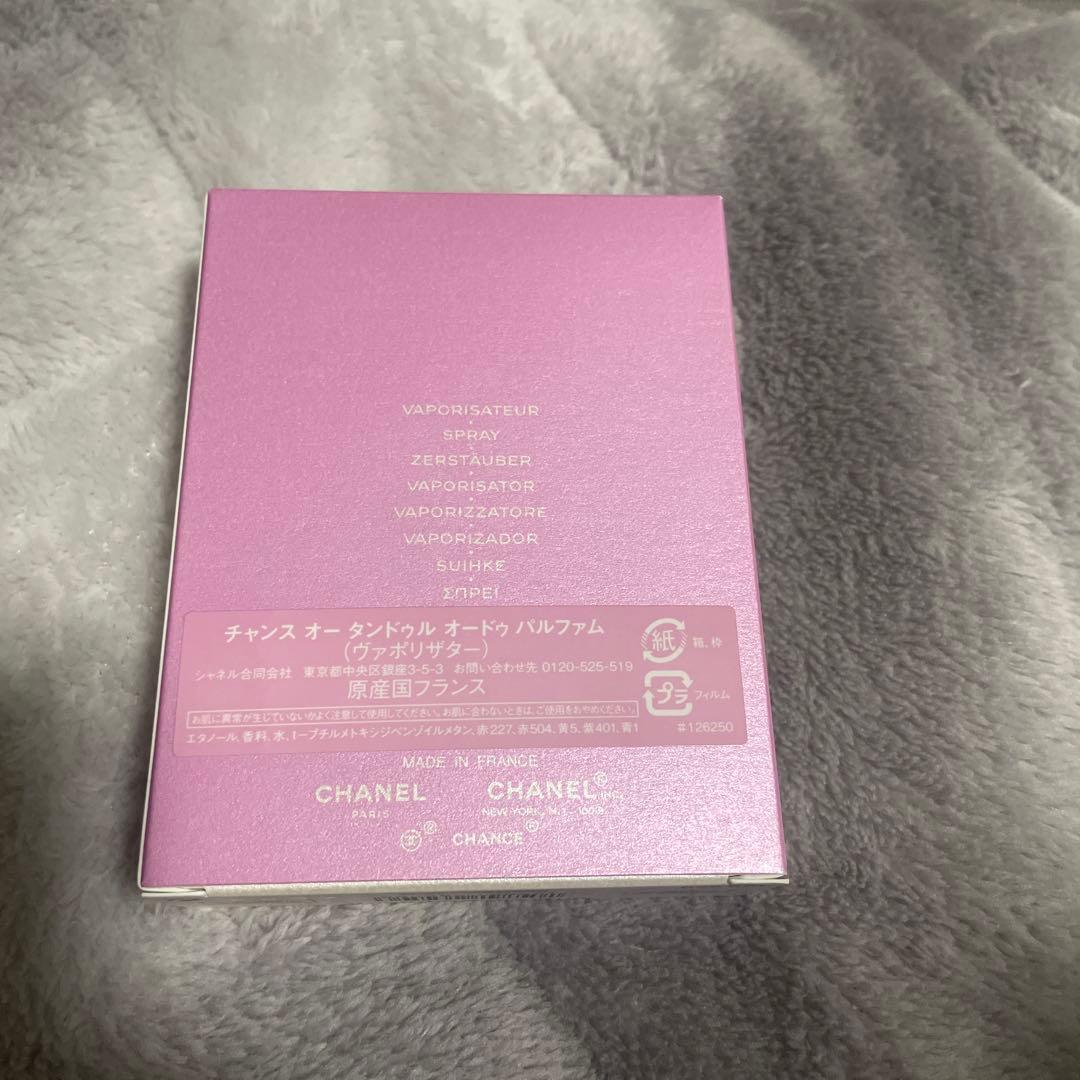 VAPORISATEUR
SPRAY
ZERSTÄUBER
VAPORISATOR
VAPORIZZATORE
VAPORIZADOR
SUIHKE
ΣΠΡΕΪ
チャンス オー タンドゥル オードゥ パルファム
(ヴァポリザター)
シャネル合同会社 東京都中央区銀座3-5-3 お問い合わせ先 0120-525-519
原産国フランス
お肌に異常が生じていないかよく注意して使用してください。お肌に合わないときは、ご使用をおやめください。
エタノール、香料、水、t-ブチルメトキシジベンゾイルメタン、赤227、赤504、黄5、紫401、青1
紙 箱、枠
プラ フィルム
#126250
MADE IN FRANCE
CHANEL
PARIS
CHANEL® INC.
NEW YORK, N.Y.
® CHANCE®